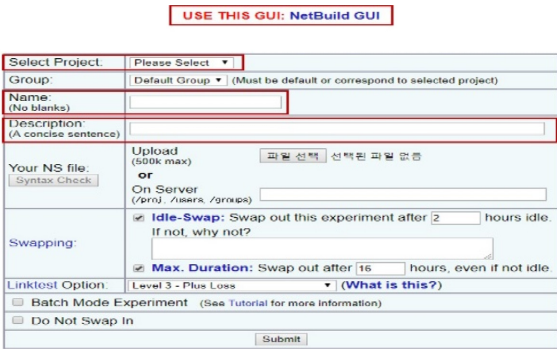 USE THIS GUI: NetBuild GUI
Select Project: Please Select ▼
Group: Default Group ▼ (Must be default or correspond to selected project)
Name:
(No blanks)
Description:
(A concise sentence)
Your NS file:
Syntax Check
Upload
(500k max)
파일 선택 선택된 파일 없음
or
On Server
(/proj, /users, /groups)
Swapping:
Idle-Swap: Swap out this experiment after 2 hours idle.
If not, why not?
Max. Duration: Swap out after 16 hours, even if not idle.
Linktest Option: Level 3 - Plus Loss ▼ (What is this?)
Batch Mode Experiment (See Tutorial for more information)
Do Not Swap In
Submit